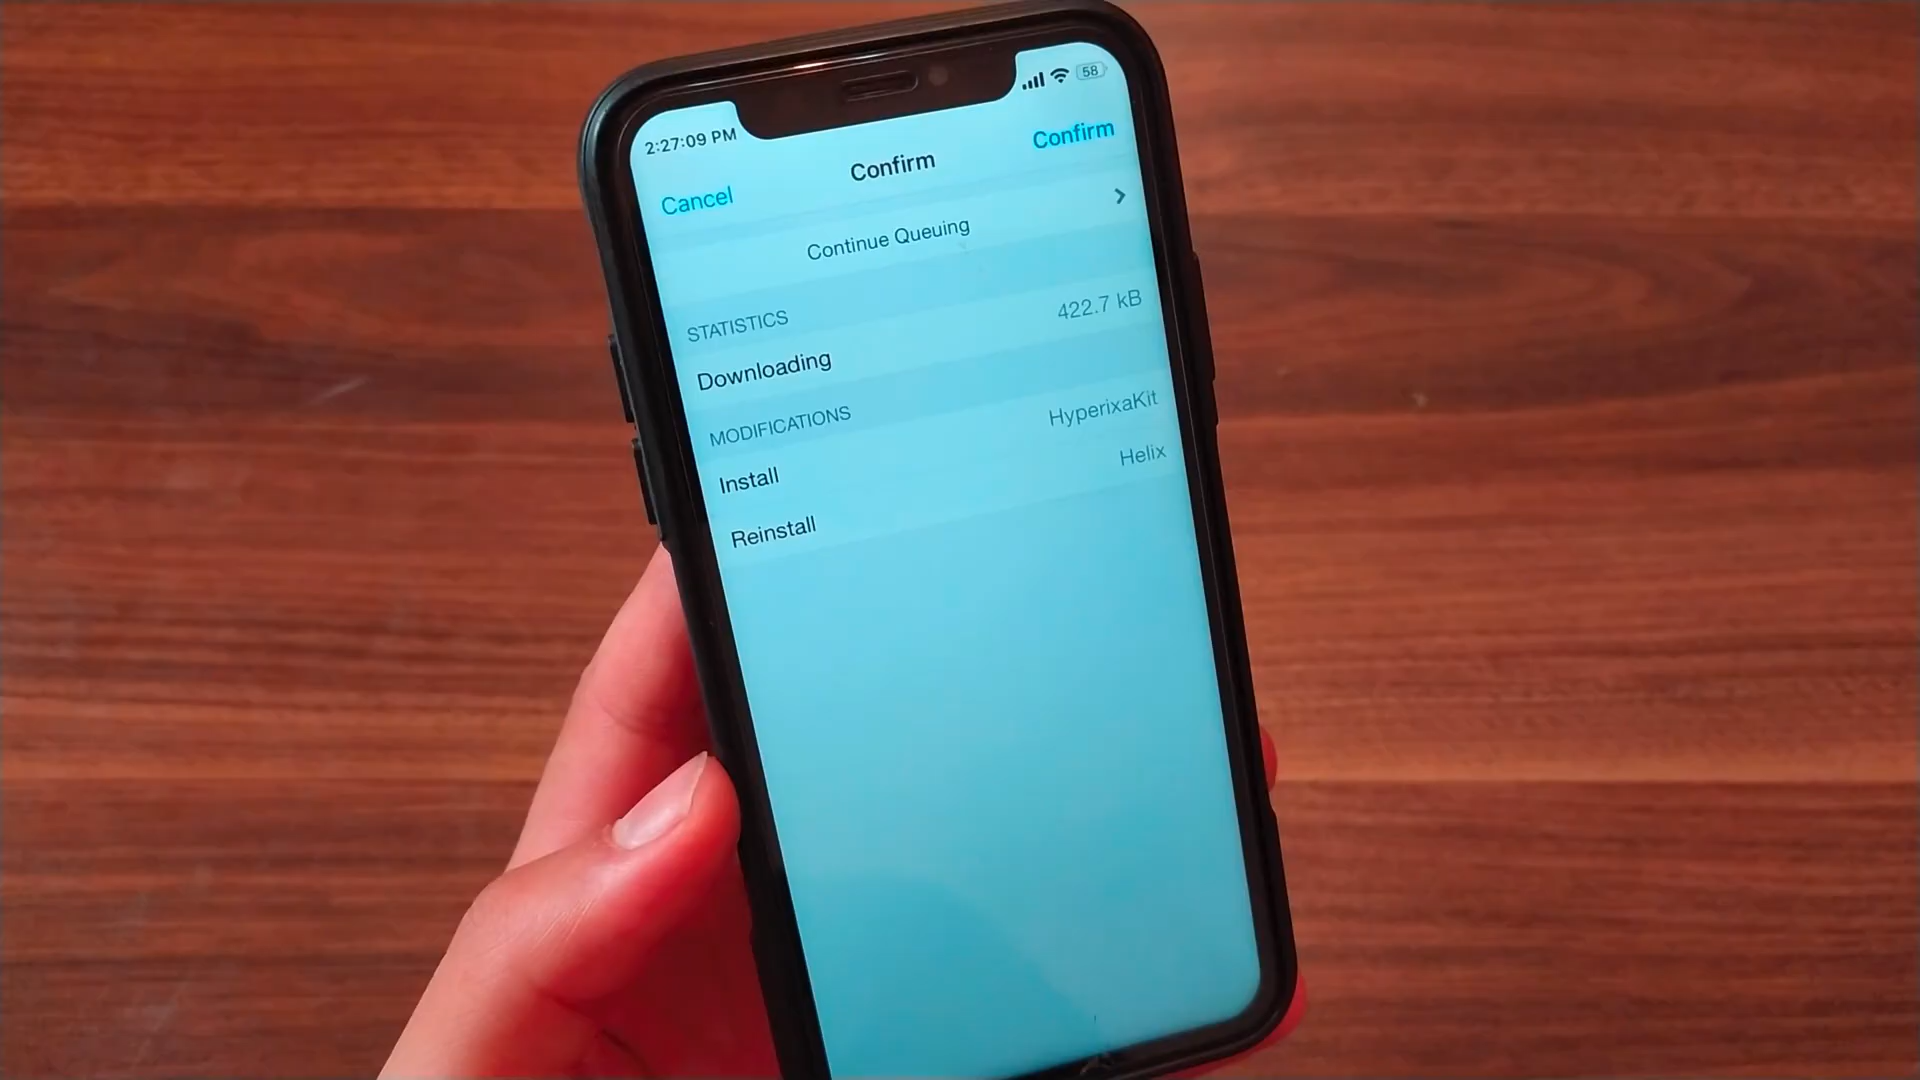 2:27:09 PM
58
Cancel
Confirm
Confirm
Continue Queuing
STATISTICS
Downloading 422.7 kB
MODIFICATIONS
Install HyperixaKit
Reinstall Helix